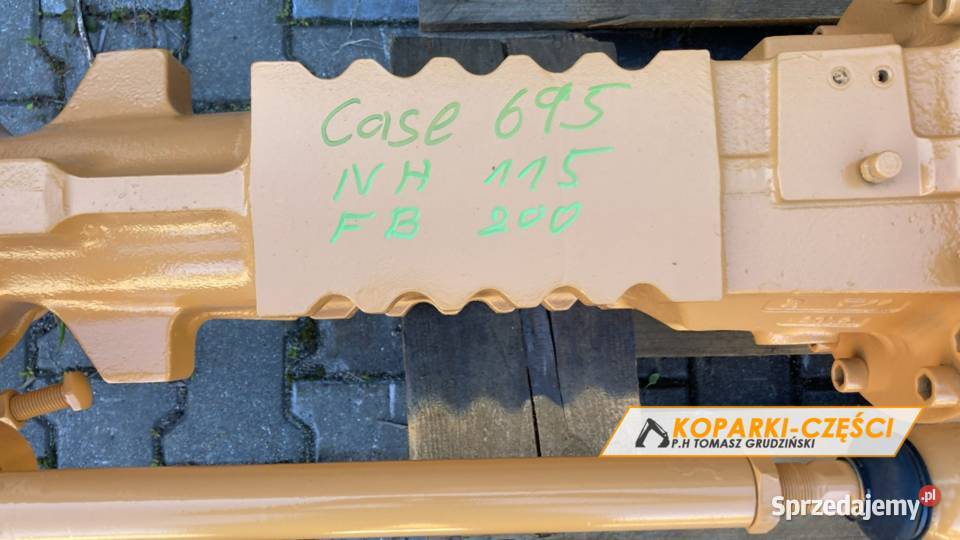 Case 695
NH 115
FB 200
KOPARKI-CZĘŚCI
P.H TOMASZ GRUDZIŃSKI
Sprzedajemy.pl